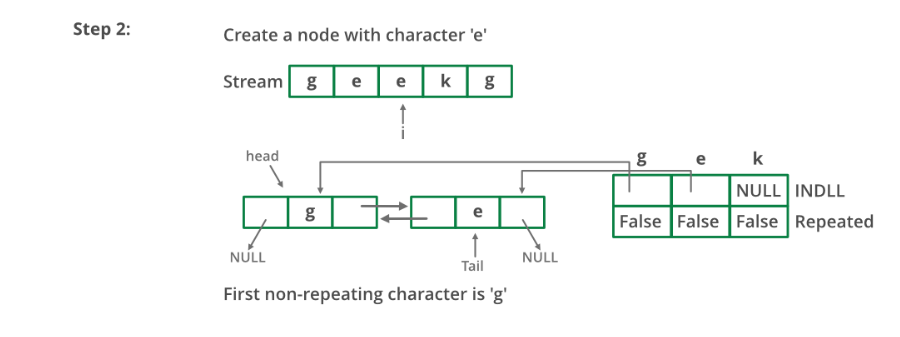 Step 2:
Create a node with character 'e'
Stream g e e k g
i
head
g e k
NULL INDLL
g e
False False False Repeated
NULL Tail NULL
First non-repeating character is 'g'